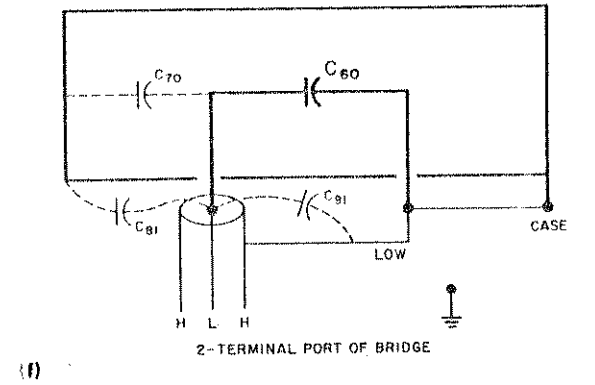 C70
C60
C81
C91
LOW
CASE
H L H
2-TERMINAL PORT OF BRIDGE
(f)